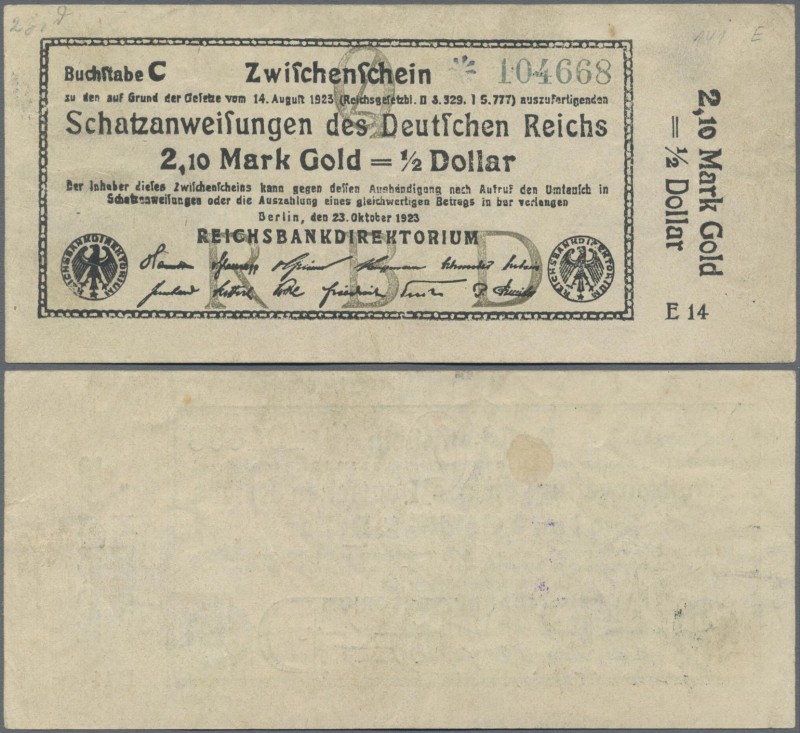 Buchſtabe C Zwiſchenſchein * 104668
zu den auf Grund der Geſetze vom 14. Auguſt 1923 (Reichsgeſetzbl. II S. 329. I S. 777) auszufertigenden
Schatzanweiſungen des Deutſchen Reichs
2,10 Mark Gold = ½ Dollar
Der Inhaber dieſes Zwiſchenſcheins kann gegen deſſen Aushändigung nach Aufruf den Umtauſch in
Schatzanweiſungen oder die Auszahlung eines gleichwertigen Betrags in bar verlangen
Berlin, den 23. Oktober 1923
REICHSBANKDIREKTORIUM
R B D
REICHSBANKDIREKTORIUM
REICHSBANKDIREKTORIUM
2,10 Mark Gold
= ½ Dollar
E 14